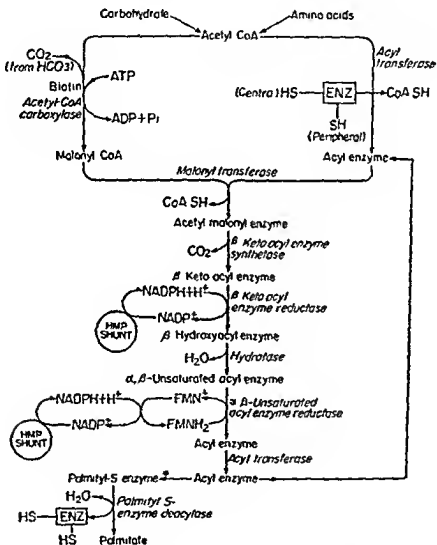 Carbohydrate
Amino acids
Acetyl CoA
CO2
(from HCO3)
Biotin
Acetyl-CoA
carboxylase
ATP
ADP+Pi
Malonyl CoA
Acyl
transferase
(Central)HS
ENZ
CoA SH
SH
(Peripheral)
Acyl enzyme
Malonyl transferase
CoA SH
Acetyl malonyl enzyme
CO2
β Keto acyl enzyme
synthetase
β Keto acyl enzyme
NADPH+H+
NADP+
HMP
SHUNT
β Keto acyl
enzyme reductase
β Hydroxyacyl enzyme
H2O
Hydratase
α,β-Unsaturated acyl enzyme
NADPH+H+
FMN
NADP+
FMNH2
HMP
SHUNT
β-Unsaturated
acyl enzyme reductase
Acyl enzyme
Acyl transferase
Palmityl-S enzyme
Acyl enzyme
H2O
Palmityl S-
enzyme deacylase
HS
ENZ
HS
Palmitate